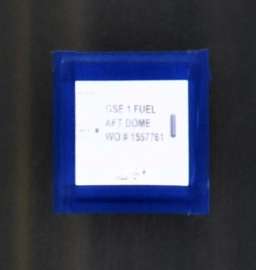 GSE 1 FUEL
AFT DOME
WO # 1557761